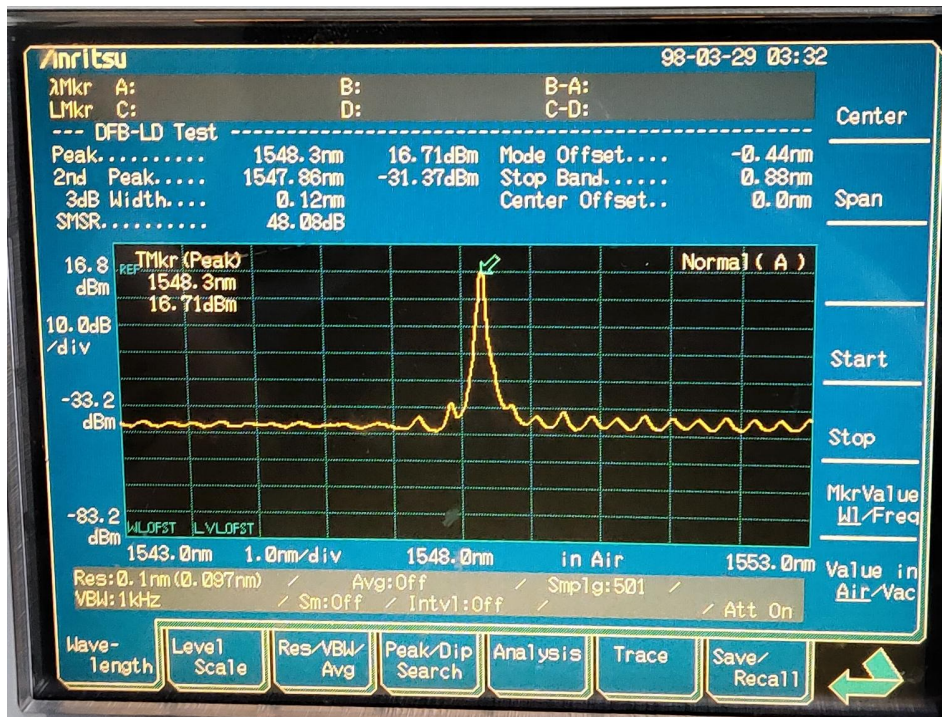 Anritsu 98-03-29 03:32
λMkr A: B: B-A:
LMkr C: D: C-D:
--- DFB-LD Test ---
Peak.......... 1548.3nm 16.71dBm Mode Offset.... -0.44nm
2nd Peak..... 1547.86nm -31.37dBm Stop Band...... 0.88nm
3dB Width.... 0.12nm Center Offset.. 0.0nm
SMSR.......... 48.08dB
Center
Span
Start
Stop
MkrValue
Wl/Freq
Value in
Air/Vac
16.8
dBm
REF
TMkr(Peak)
1548.3nm
16.71dBm
Normal(A)
10.0dB
/div
-33.2
dBm
-83.2
dBm
WLOFST LVLOFST
1543.0nm 1.0nm/div 1548.0nm in Air 1553.0nm
Res:0.1nm(0.097nm) / Avg:Off / Smplg:501 /
VBW:1kHz / Sm:Off / Intvl:Off / / Att On
Wave-
length
Level
Scale
Res/VBW/
Avg
Peak/Dip
Search
Analysis
Trace
Save/
Recall